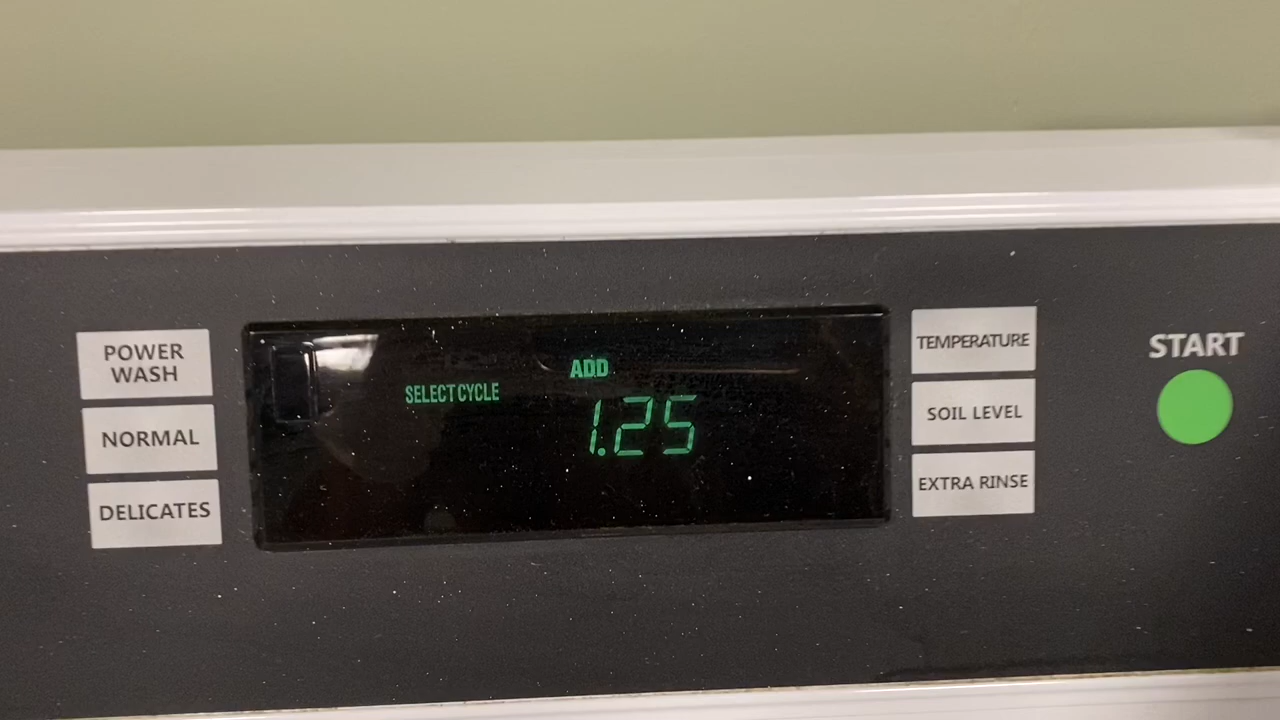 POWER
WASH
NORMAL
DELICATES
SELECT CYCLE
ADD
1.25
TEMPERATURE
SOIL LEVEL
EXTRA RINSE
START